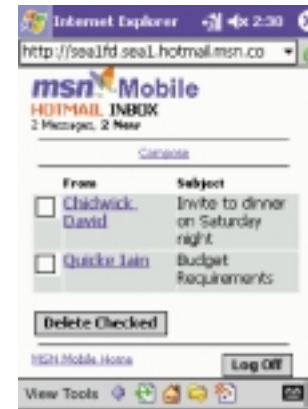 Internet Explorer 2:30
http://sea1fd.sea1.hotmail.msn.co
msn Mobile
HOTMAIL INBOX
2 Messages, 2 New
Compose
From Subject
Chidwick, David Invite to dinner on Saturday night
Quicke Iain Budget Requirements
Delete Checked
MSN Mobile Home Log Off
View Tools